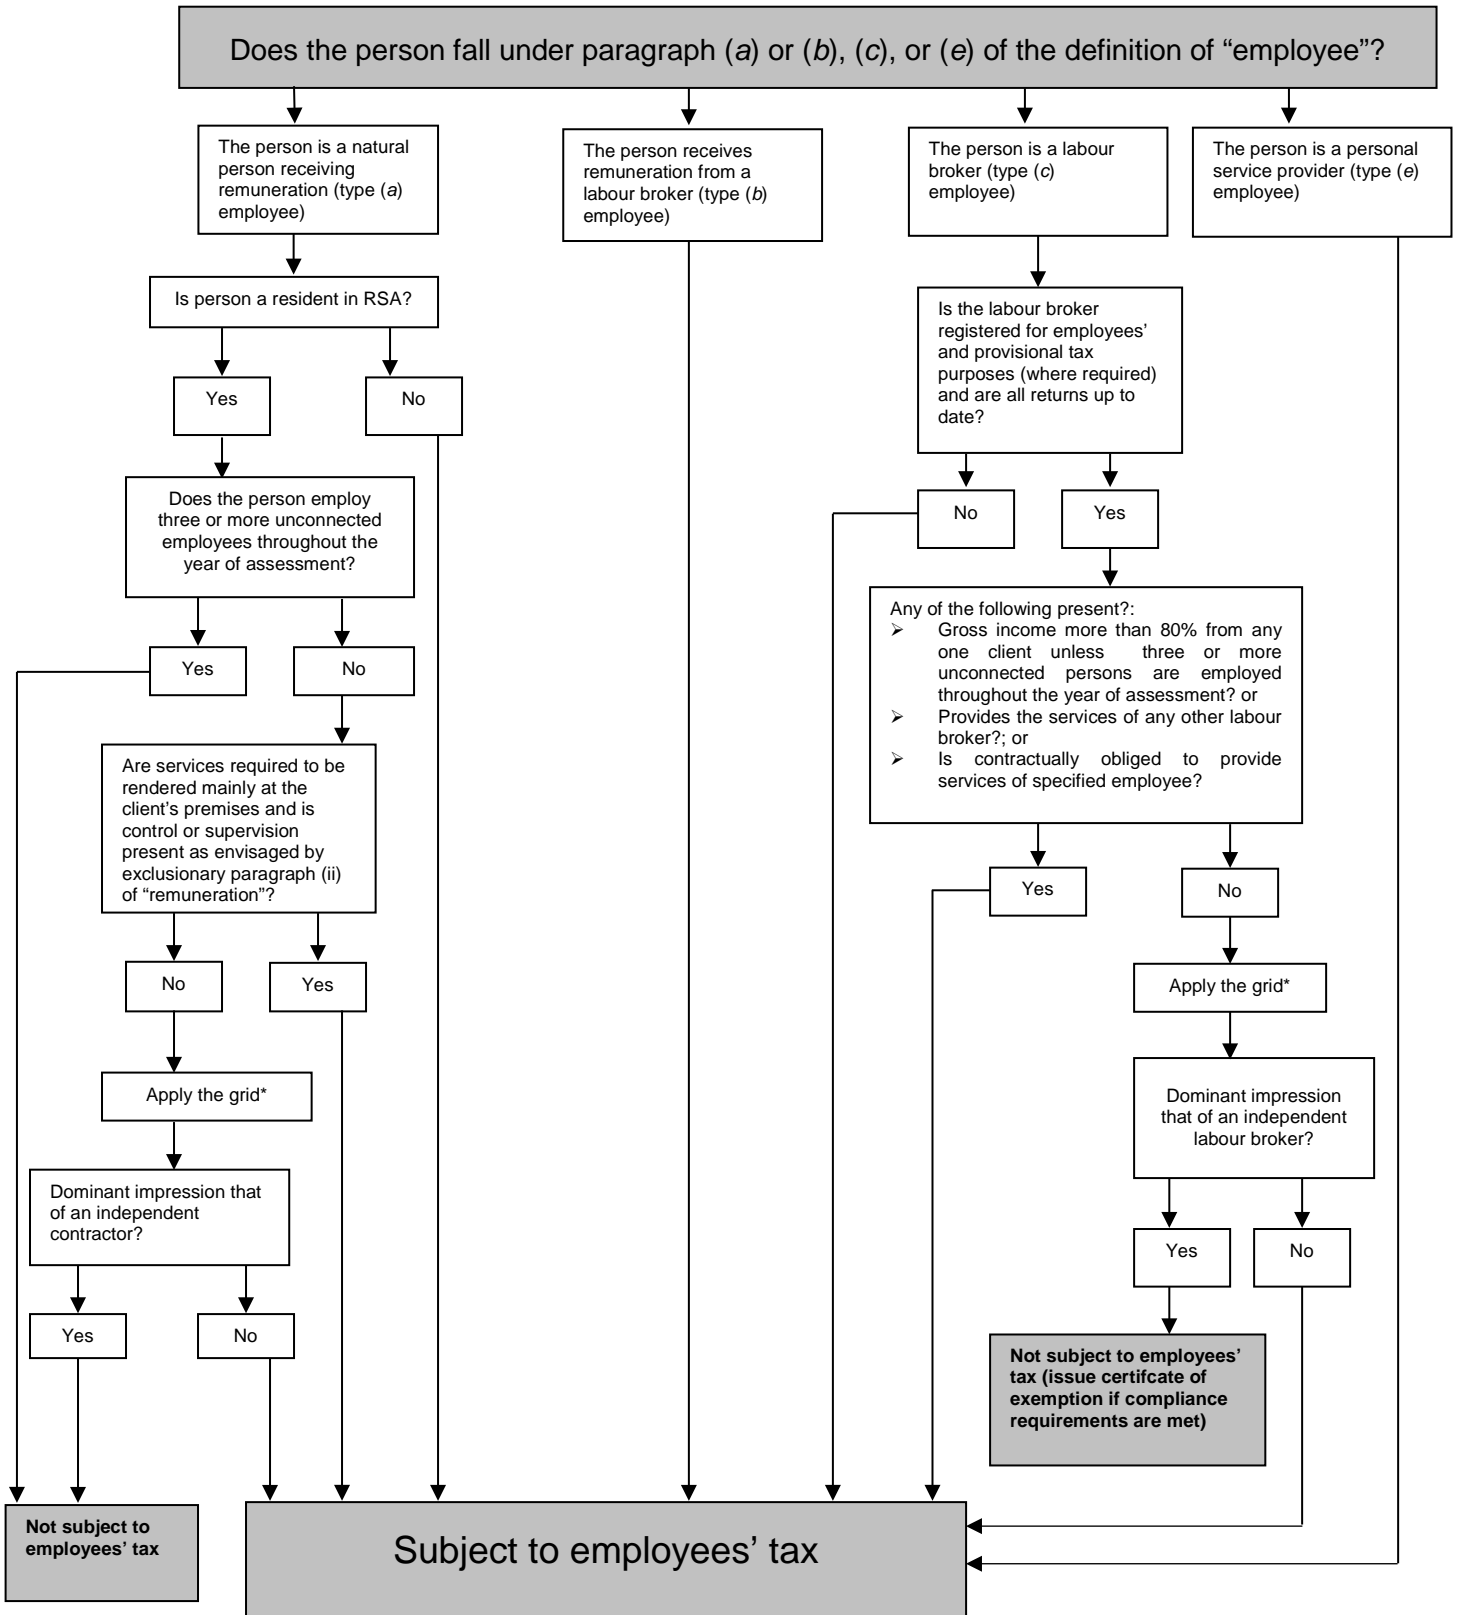 Does the person fall under paragraph (a) or (b), (c), or (e) of the definition of “employee”?
The person is a natural
person receiving
remuneration (type (a)
employee)
The person receives
remuneration from a
labour broker (type (b)
employee)
The person is a labour
broker (type (c)
employee)
The person is a personal
service provider (type (e)
employee)
Is person a resident in RSA?
Yes
No
Does the person employ
three or more unconnected
employees throughout the
year of assessment?
Yes
No
Are services required to be
rendered mainly at the
client’s premises and is
control or supervision
present as envisaged by
exclusionary paragraph (ii)
of “remuneration”?
No
Yes
Apply the grid*
Dominant impression that
of an independent
contractor?
Yes
No
Is the labour broker
registered for employees’
and provisional tax
purposes (where required)
and are all returns up to
date?
No
Yes
Any of the following present?:
➢ Gross income more than 80% from any
one client unless three or more
unconnected persons are employed
throughout the year of assessment? or
➢ Provides the services of any other labour
broker?; or
➢ Is contractually obliged to provide
services of specified employee?
Yes
No
Apply the grid*
Dominant impression
that of an independent
labour broker?
Yes
No
Not subject to employees’
tax (issue certifcate of
exemption if compliance
requirements are met)
Not subject to
employees’ tax
Subject to employees’ tax